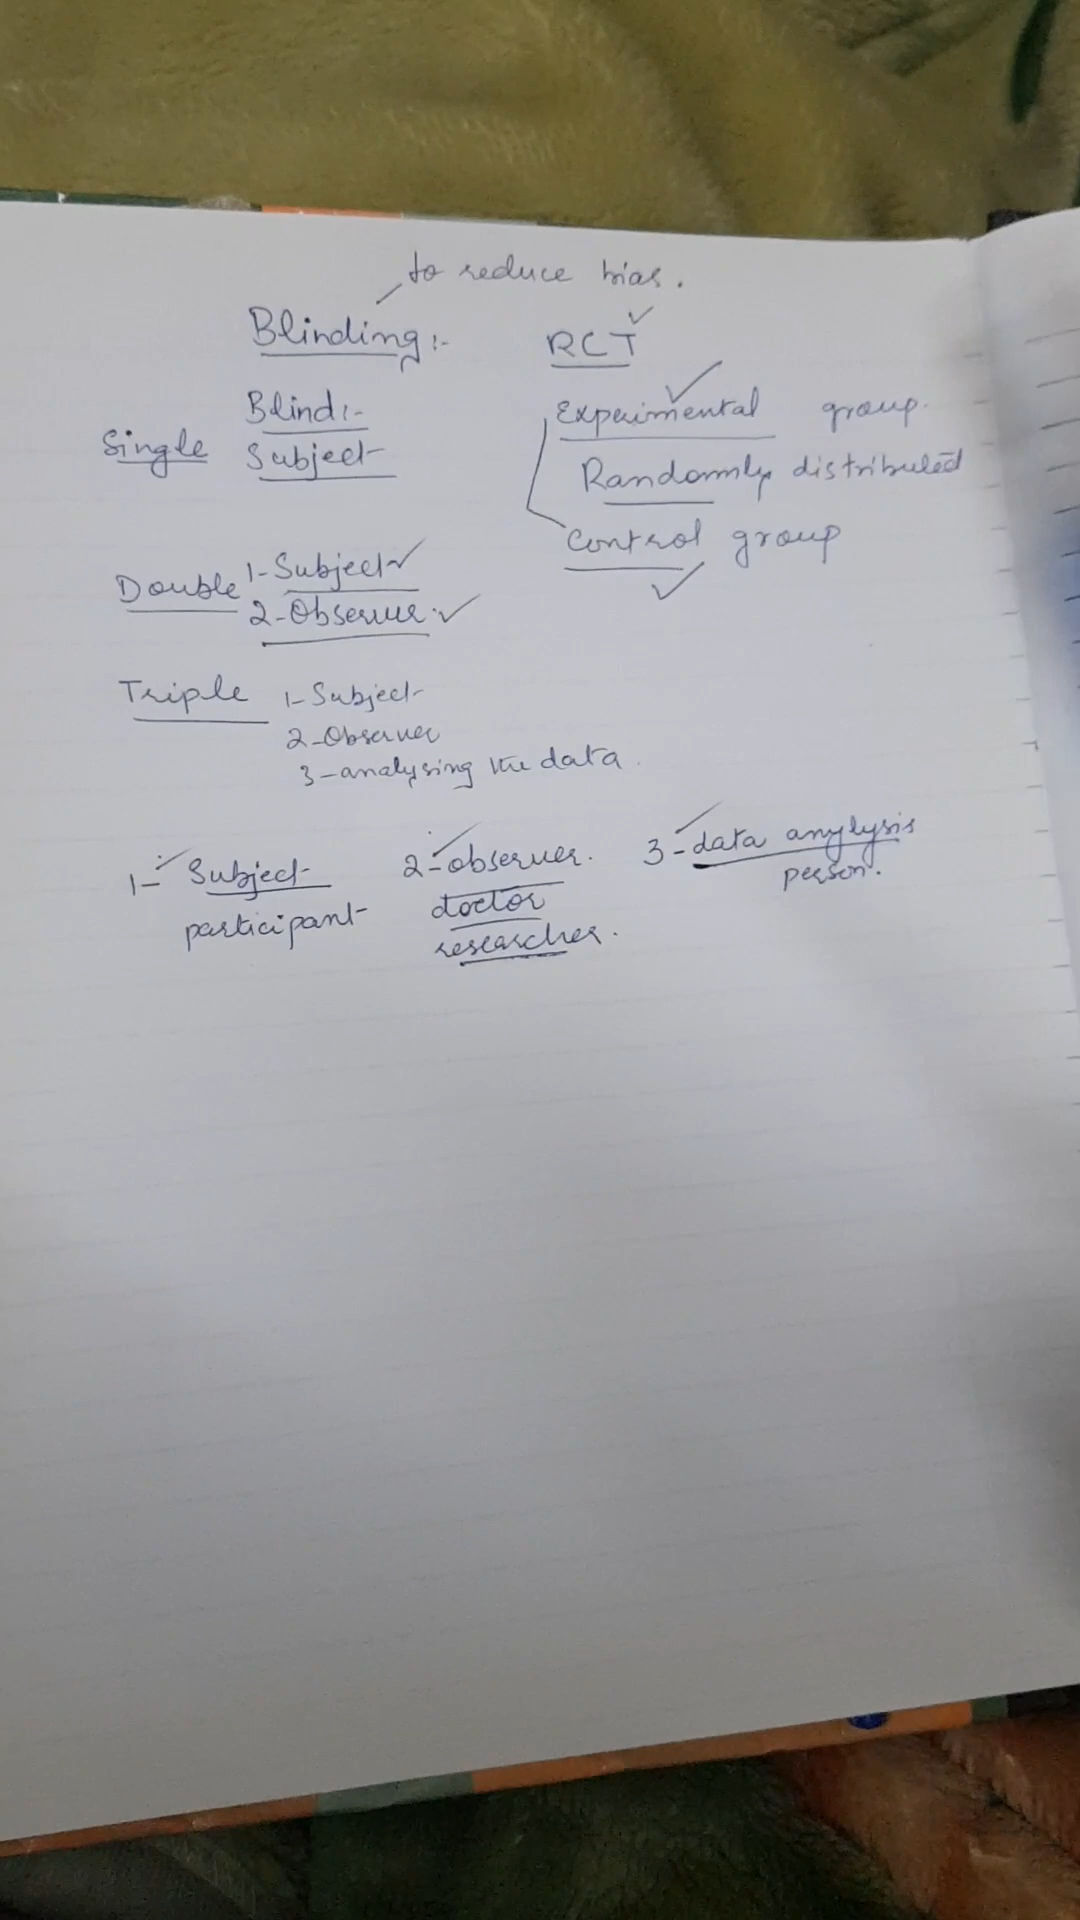 to reduce bias.
Blinding :-
RCT
Blind :-
Single Subject
Experimental group.
Randomly distributed
Control group
Double 1- Subject
2- Observer
Triple 1- Subject
2- Observer
3- analysing the data.
1- Subject
participant
2- observer.
doctor
researcher.
3- data anylysis
person.